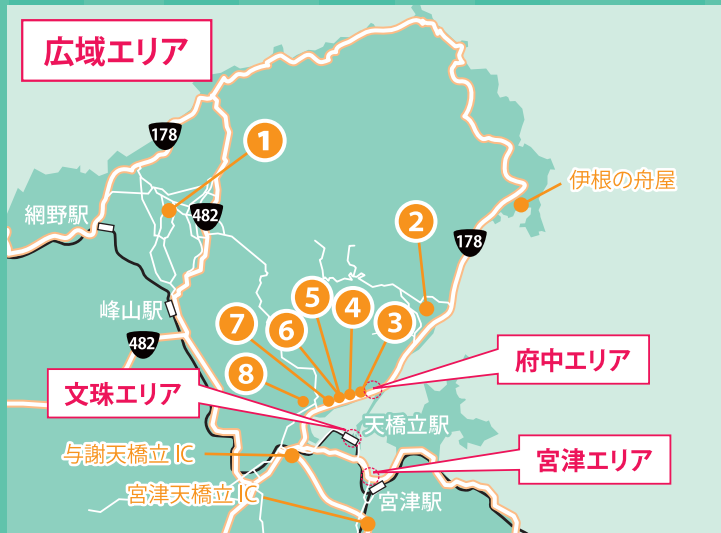 広域エリア
178
1
伊根の舟屋
網野駅
482
2
178
峰山駅
5
4
3
7
6
482
8
府中エリア
文珠エリア
天橋立駅
与謝天橋立 IC
宮津エリア
宮津天橋立 IC
宮津駅